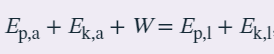 E_p,a + E_k,a + W = E_p,l + E_k,l